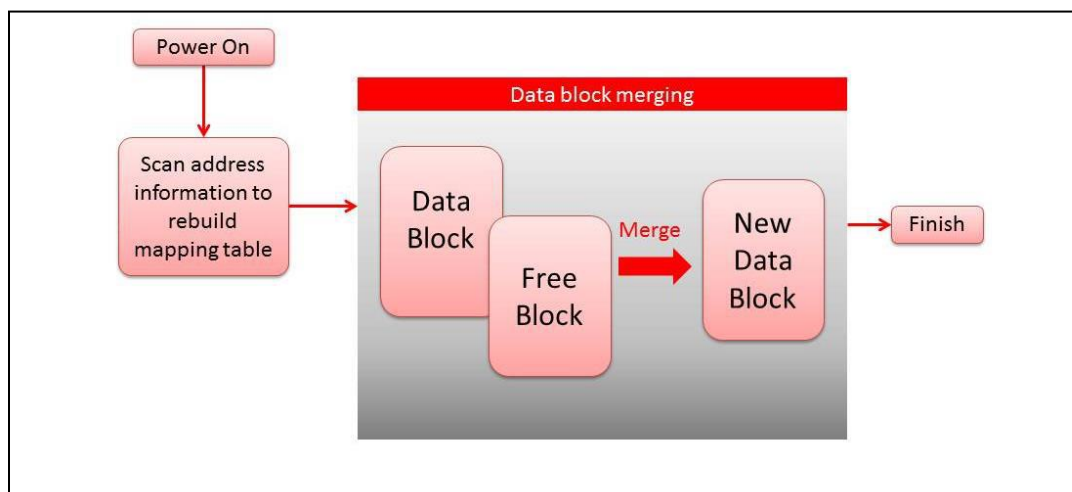 Power On
Scan address
information to
rebuild
mapping table
Data block merging
Data
Block
Free
Block
Merge
New
Data
Block
Finish